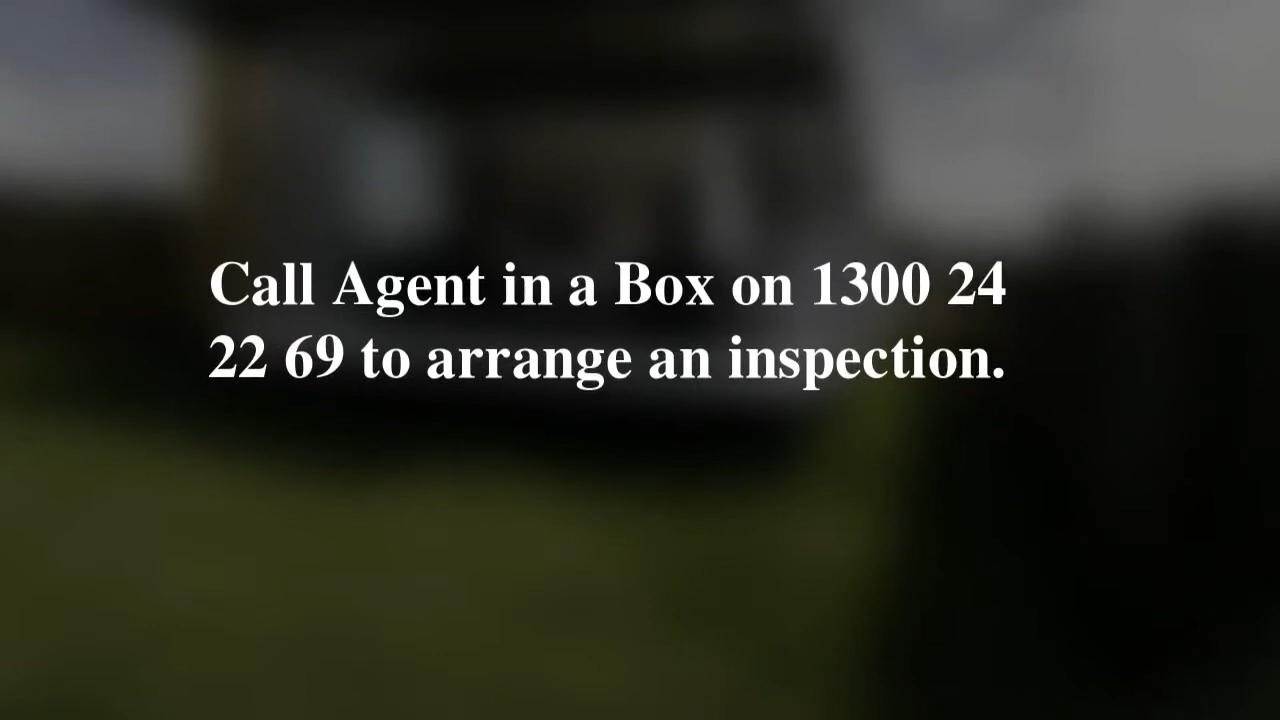 Call Agent in a Box on 1300 24
22 69 to arrange an inspection.